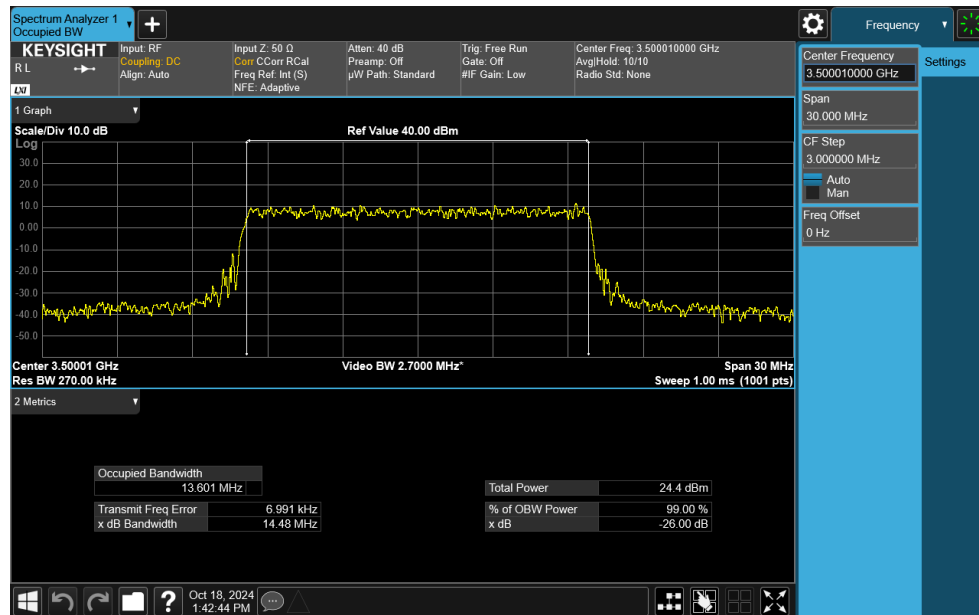 Spectrum Analyzer 1
Occupied BW
Frequency
KEYSIGHT
R L
LXI
Input: RF
Coupling: DC
Align: Auto
Input Z: 50 Ω
Corr CCorr RCal
Freq Ref: Int (S)
NFE: Adaptive
Atten: 40 dB
Preamp: Off
µW Path: Standard
Trig: Free Run
Gate: Off
#IF Gain: Low
Center Freq: 3.500010000 GHz
Avg|Hold: 10/10
Radio Std: None
Center Frequency
3.500010000 GHz
Settings
Span
30.000 MHz
CF Step
3.000000 MHz
Auto
Man
Freq Offset
0 Hz
1 Graph
Scale/Div 10.0 dB
Ref Value 40.00 dBm
Log
30.0
20.0
10.0
0.00
-10.0
-20.0
-30.0
-40.0
-50.0
Center 3.50001 GHz
Video BW 2.7000 MHz*
Span 30 MHz
Res BW 270.00 kHz
Sweep 1.00 ms (1001 pts)
2 Metrics
Occupied Bandwidth
13.601 MHz
Total Power 24.4 dBm
Transmit Freq Error 6.991 kHz
% of OBW Power 99.00 %
x dB Bandwidth 14.48 MHz
x dB -26.00 dB
?
Oct 18, 2024
1:42:44 PM